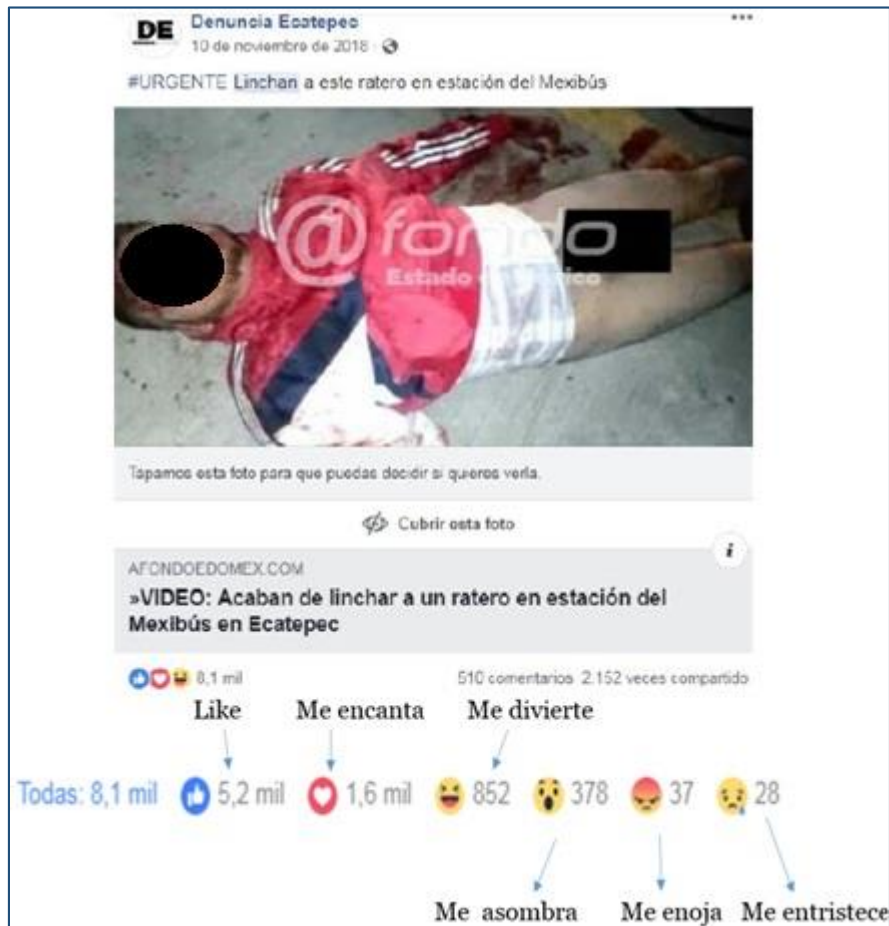 DE
Denuncia Ecatepec
10 de noviembre de 2018
#URGENTE Linchan a este ratero en estación del Mexibús
@fondo
Estado
Tapamos esta foto para que puedas decidir si quieres verla.
Cubrir esta foto
i
AFONDOEDOMEX.COM
»VIDEO: Acaban de linchar a un ratero en estación del
Mexibús en Ecatepec
8,1 mil 510 comentarios 2.152 veces compartido
Like Me encanta Me divierte
Todas: 8,1 mil 5,2 mil 1,6 mil 852 378 37 28
Me asombra Me enoja Me entristece